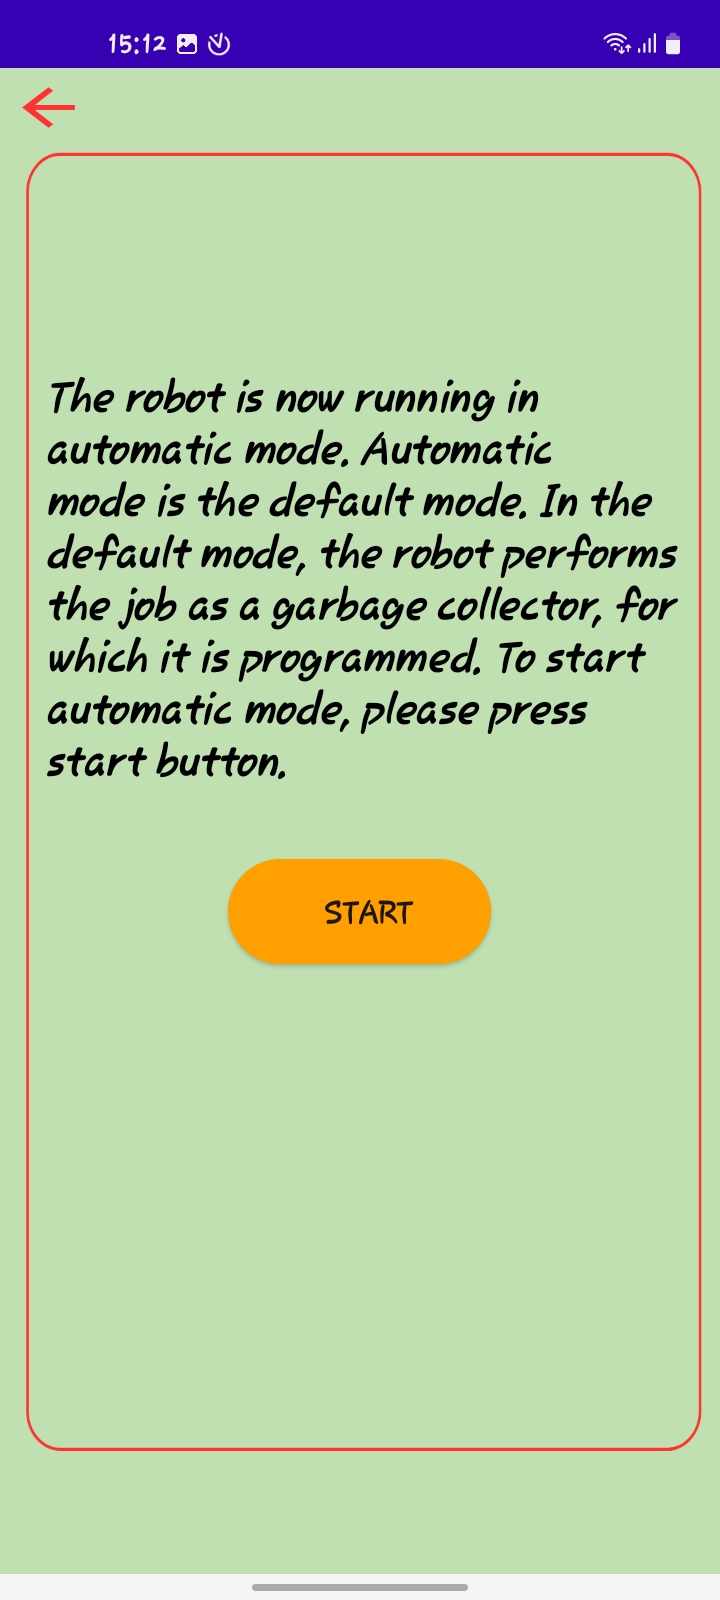 15:12
The robot is now running in
automatic mode. Automatic
mode is the default mode. In the
default mode, the robot performs
the job as a garbage collector, for
which it is programmed. To start
automatic mode, please press
start button.
START